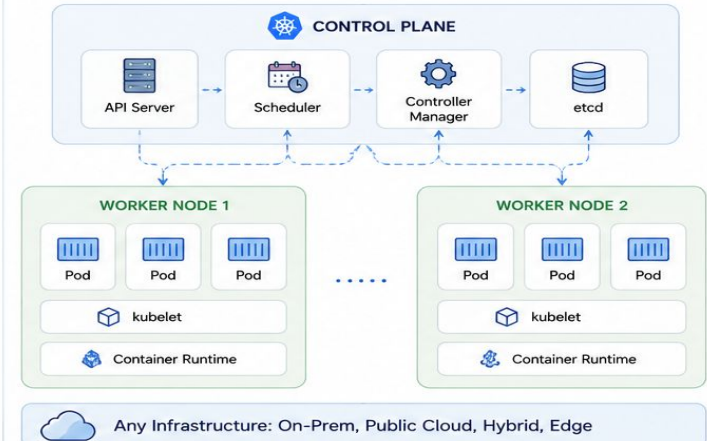 CONTROL PLANE
API Server
Scheduler
Controller
Manager
etcd
WORKER NODE 1
Pod
Pod
Pod
kubelet
Container Runtime
WORKER NODE 2
Pod
Pod
Pod
kubelet
Container Runtime
Any Infrastructure: On-Prem, Public Cloud, Hybrid, Edge